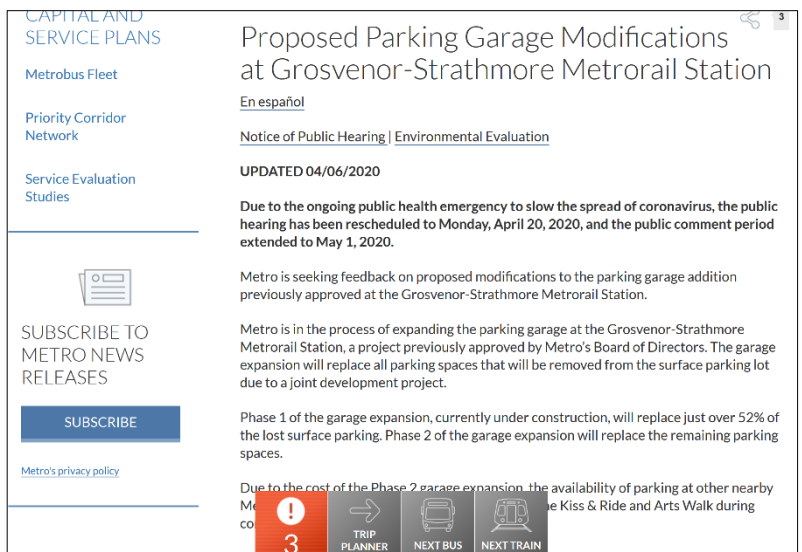 CAPITAL AND
SERVICE PLANS
Metrobus Fleet
Priority Corridor
Network
Service Evaluation
Studies
SUBSCRIBE TO
METRO NEWS
RELEASES
SUBSCRIBE
Metro's privacy policy
3
Proposed Parking Garage Modifications
at Grosvenor-Strathmore Metrorail Station
En español
Notice of Public Hearing | Environmental Evaluation
UPDATED 04/06/2020
Due to the ongoing public health emergency to slow the spread of coronavirus, the public
hearing has been rescheduled to Monday, April 20, 2020, and the public comment period
extended to May 1, 2020.
Metro is seeking feedback on proposed modifications to the parking garage addition
previously approved at the Grosvenor-Strathmore Metrorail Station.
Metro is in the process of expanding the parking garage at the Grosvenor-Strathmore
Metrorail Station, a project previously approved by Metro's Board of Directors. The garage
expansion will replace all parking spaces that will be removed from the surface parking lot
due to a joint development project.
Phase 1 of the garage expansion, currently under construction, will replace just over 52% of
the lost surface parking. Phase 2 of the garage expansion will replace the remaining parking
spaces.
Due to the cost of the Phase 2 garage expansion, the availability of parking at other nearby
Kiss & Ride and Arts Walk during
3
TRIP
PLANNER
NEXT BUS
NEXT TRAIN